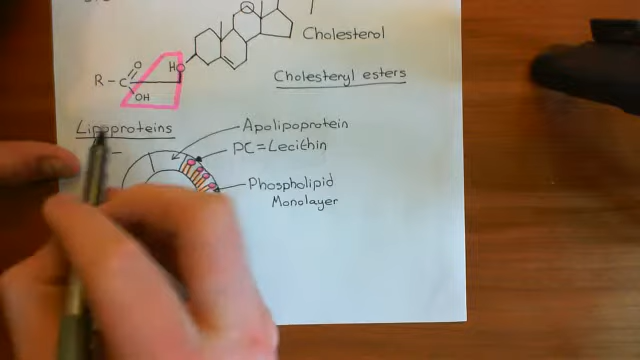 Cholesterol
O
HO
R - C
OH
Cholesteryl esters
Lipoproteins
Apolipoprotein
PC = Lecithin
Phospholipid
Monolayer